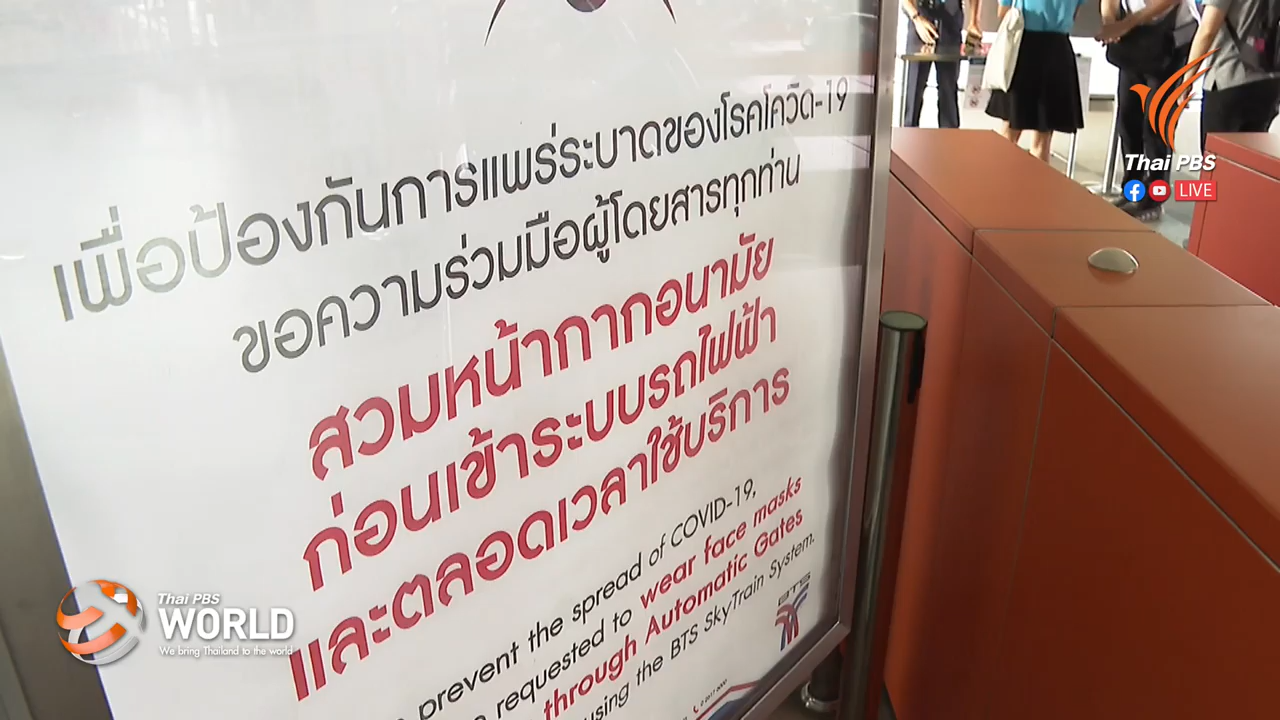 เพื่อป้องกันการแพร่ระบาดของโรคโควิด-19
ขอความร่วมมือผู้โดยสารทุกท่าน
สวมหน้ากากอนามัย
ก่อนเข้าระบบรถไฟฟ้า
และตลอดเวลาใช้บริการ
prevent the spread of COVID-19,
requested to wear face masks
through Automatic Gates
using the BTS SkyTrain System.
BTS
Thai PBS
LIVE
Thai PBS
WORLD
We bring Thailand to the world